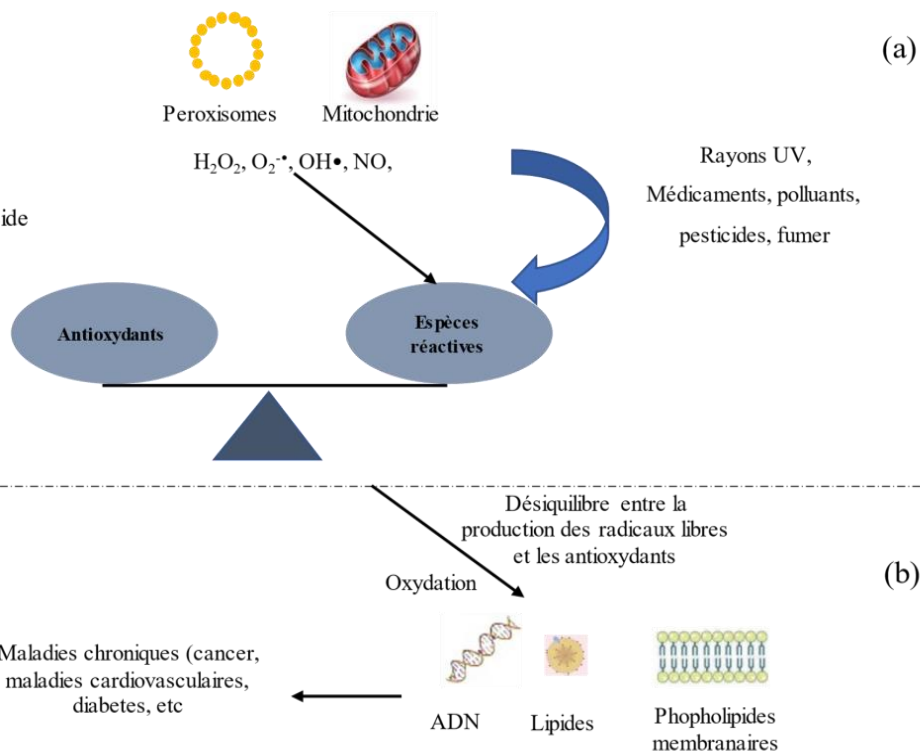 (a)
Peroxisomes
Mitochondrie
H₂O₂, O₂⁻•, OH●, NO,
Rayons UV,
Médicaments, polluants,
pesticides, fumer
ide
Antioxydants
Espèces
réactives
Désiquilibre entre la
production des radicaux libres
et les antioxydants
(b)
Oxydation
Maladies chroniques (cancer,
maladies cardiovasculaires,
diabetes, etc
ADN
Lipides
Phopholipides
membranaires